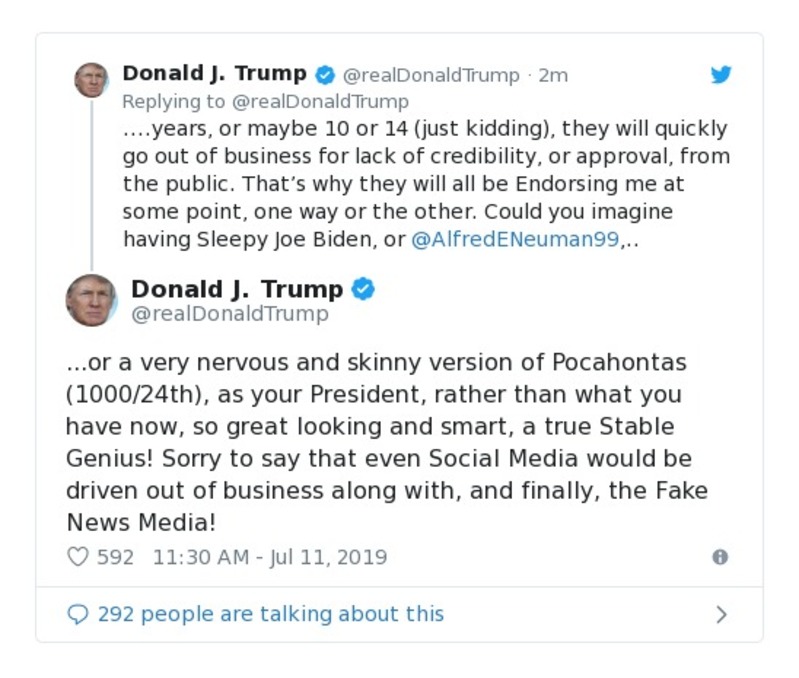 Donald J. Trump @realDonaldTrump · 2m
Replying to @realDonaldTrump
....years, or maybe 10 or 14 (just kidding), they will quickly
go out of business for lack of credibility, or approval, from
the public. That’s why they will all be Endorsing me at
some point, one way or the other. Could you imagine
having Sleepy Joe Biden, or @AlfredENeuman99,..
Donald J. Trump
@realDonaldTrump
...or a very nervous and skinny version of Pocahontas
(1000/24th), as your President, rather than what you
have now, so great looking and smart, a true Stable
Genius! Sorry to say that even Social Media would be
driven out of business along with, and finally, the Fake
News Media!
592 11:30 AM - Jul 11, 2019
292 people are talking about this